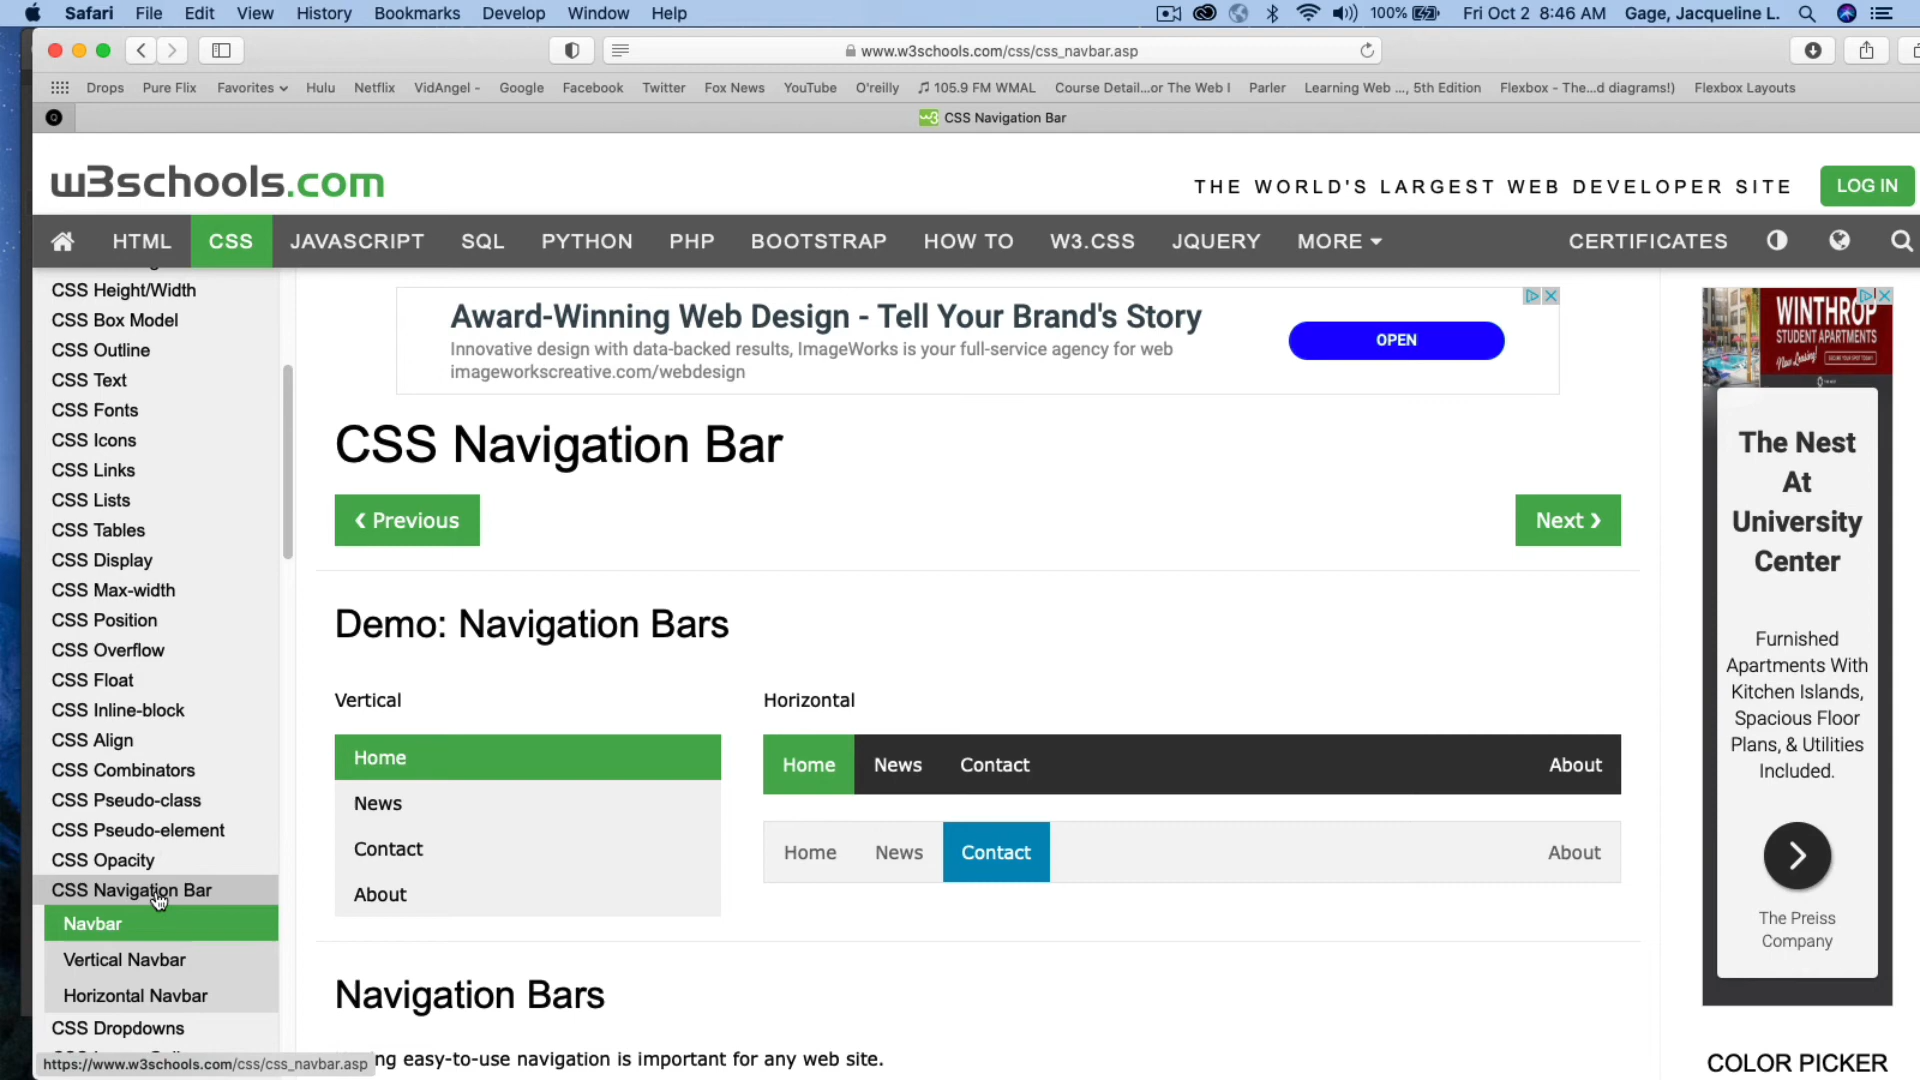 Safari File Edit View History Bookmarks Develop Window Help
100% Fri Oct 2 8:46 AM Gage, Jacqueline L.
www.w3schools.com/css/css_navbar.asp
Drops Pure Flix Favorites Hulu Netflix VidAngel - Google Facebook Twitter Fox News YouTube O'reilly 105.9 FM WMAL Course Detail...or The Web I Parler Learning Web ..., 5th Edition Flexbox - The...d diagrams!) Flexbox Layouts
CSS Navigation Bar
w3schools.com
THE WORLD'S LARGEST WEB DEVELOPER SITE
LOG IN
HTML CSS JAVASCRIPT SQL PYTHON PHP BOOTSTRAP HOW TO W3.CSS JQUERY MORE CERTIFICATES
CSS Height/Width
CSS Box Model
CSS Outline
CSS Text
CSS Fonts
CSS Icons
CSS Links
CSS Lists
CSS Tables
CSS Display
CSS Max-width
CSS Position
CSS Overflow
CSS Float
CSS Inline-block
CSS Align
CSS Combinators
CSS Pseudo-class
CSS Pseudo-element
CSS Opacity
CSS Navigation Bar
Navbar
Vertical Navbar
Horizontal Navbar
CSS Dropdowns
https://www.w3schools.com/css/css_navbar.asp
Award-Winning Web Design - Tell Your Brand's Story
Innovative design with data-backed results, ImageWorks is your full-service agency for web
imageworkscreative.com/webdesign
OPEN
CSS Navigation Bar
❮ Previous
Next ❯
Demo: Navigation Bars
Vertical
Home
News
Contact
About
Horizontal
Home News Contact About
Home News Contact About
Navigation Bars
ng easy-to-use navigation is important for any web site.
WINTHROP
STUDENT APARTMENTS
Now Leasing!
The Nest
At
University
Center
Furnished
Apartments With
Kitchen Islands,
Spacious Floor
Plans, & Utilities
Included.
The Preiss
Company
COLOR PICKER